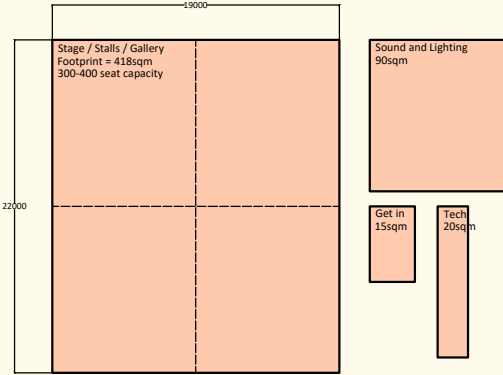 19000
Stage / Stalls / Gallery
Footprint = 418sqm
300-400 seat capacity
Sound and Lighting
90sqm
22000
Get in
15sqm
Tech
20sqm